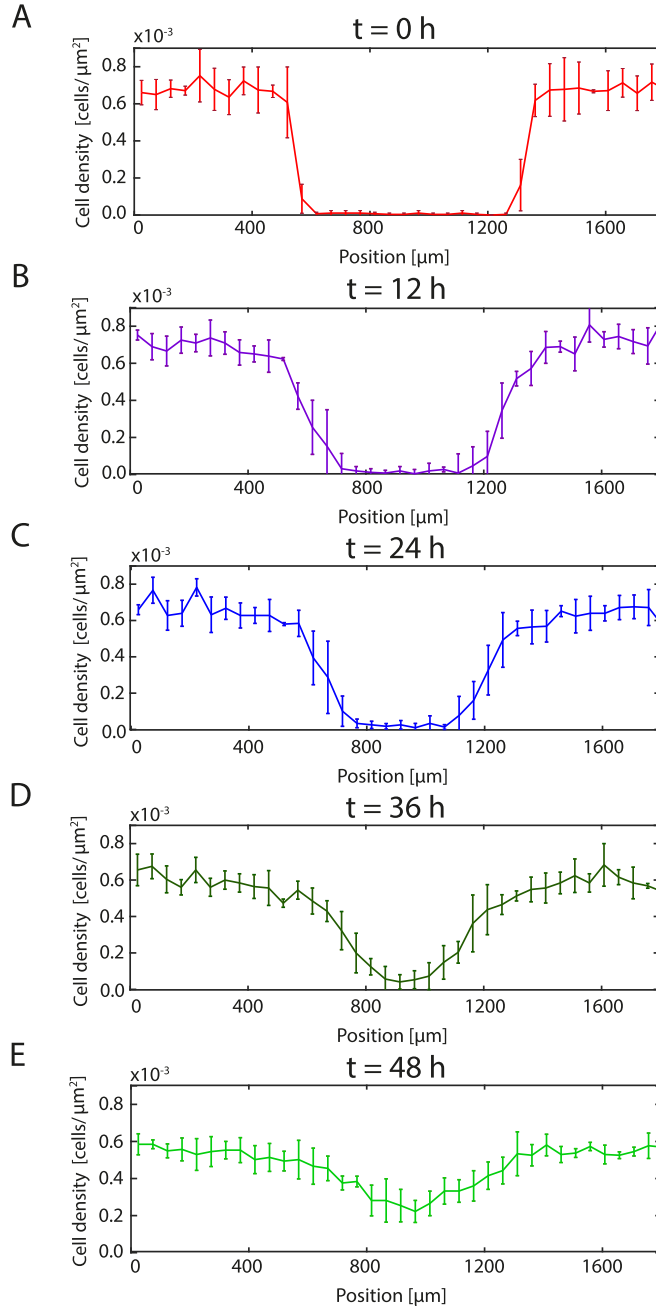 A
t = 0 h
x10-3
Cell density [cells/µm2]
0.8
0.6
0.4
0.2
0.0
0
400
800
1200
1600
Position [µm]
B
t = 12 h
x10-3
Cell density [cells/µm2]
0.8
0.6
0.4
0.2
0.0
0
400
800
1200
1600
Position [µm]
C
t = 24 h
x10-3
Cell density [cells/µm2]
0.8
0.6
0.4
0.2
0.0
0
400
800
1200
1600
Position [µm]
D
t = 36 h
x10-3
Cell density [cells/µm2]
0.8
0.6
0.4
0.2
0.0
0
400
800
1200
1600
Position [µm]
E
t = 48 h
x10-3
Cell density [cells/µm2]
0.8
0.6
0.4
0.2
0.0
0
400
800
1200
1600
Position [µm]